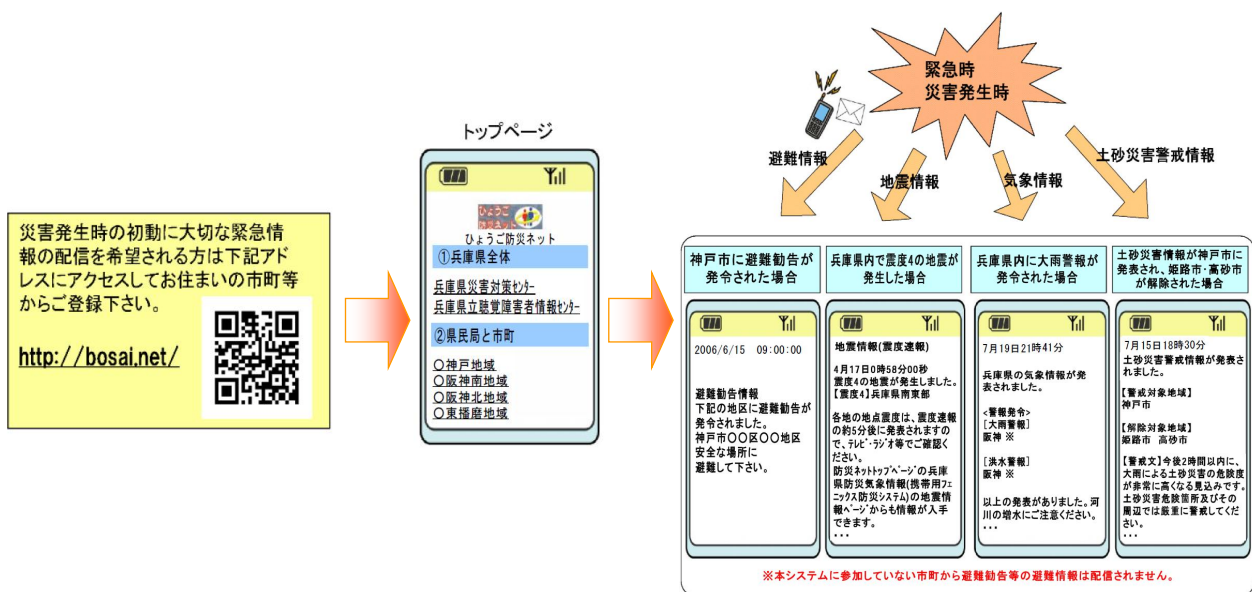 災害発生時の初動に大切な緊急情
報の配信を希望される方は下記アド
レスにアクセスしてお住まいの市町等
からご登録下さい。
http://bosai.net/
トップページ
ひょうご
防災ネット
ひょうご防災ネット
①兵庫県全体
兵庫県災害対策センター
兵庫県立聴覚障害者情報センター
②県民局と市町
○神戸地域
○阪神南地域
○阪神北地域
○東播磨地域
緊急時
災害発生時
避難情報
地震情報
気象情報
土砂災害警戒情報
神戸市に避難勧告が
発令された場合
2006/6/15 09:00:00
避難勧告情報
下記の地区に避難勧告が
発令されました。
神戸市○○区○○地区
安全な場所に
避難して下さい。
兵庫県内で震度4の地震が
発生した場合
地震情報(震度速報)
4月17日0時58分00秒
震度4の地震が発生しました。
【震度4】兵庫県南東部
各地の地点震度は、震度速報
の約5分後に発表されますの
で、テレビ・ラジオ等でご確認く
ださい。
防災ネットトップページの兵庫
県防災気象情報(携帯用フェ
ニックス防災システム)の地震情
報ページからも情報が入手
できます。
･･･
兵庫県内に大雨警報が
発令された場合
7月19日21時41分
兵庫県の気象情報が発
表されました。
<警報発令>
[大雨警報]
阪神 ※
[洪水警報]
阪神 ※
以上の発表がありました。河
川の増水にご注意ください。
･･･
土砂災害情報が神戸市に
発表され、姫路市・高砂市
が解除された場合
7月15日18時30分
土砂災害警戒情報が発表さ
れました。
【警戒対象地域】
神戸市
【解除対象地域】
姫路市 高砂市
【警戒文】今後2時間以内に、
大雨による土砂災害の危険度
が非常に高くなる見込みです。
土砂災害危険箇所及びその
周辺では厳重に警戒してくだ
さい。
･･･
※本システムに参加していない市町から避難勧告等の避難情報は配信されません。